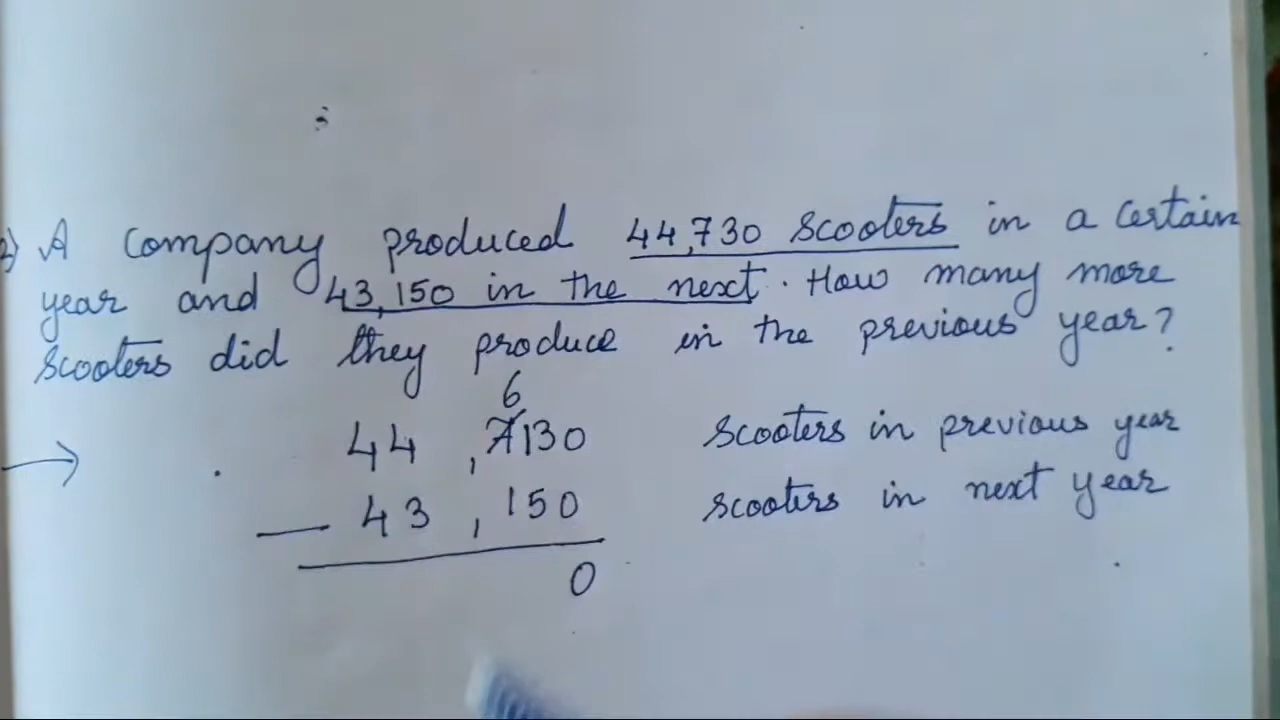 2) A company produced 44,730 scooters in a certain
year and 43,150 in the next. How many more
scooters did they produce in the previous year?
6
44,7130 scooters in previous year
— 43,150 scooters in next year
0